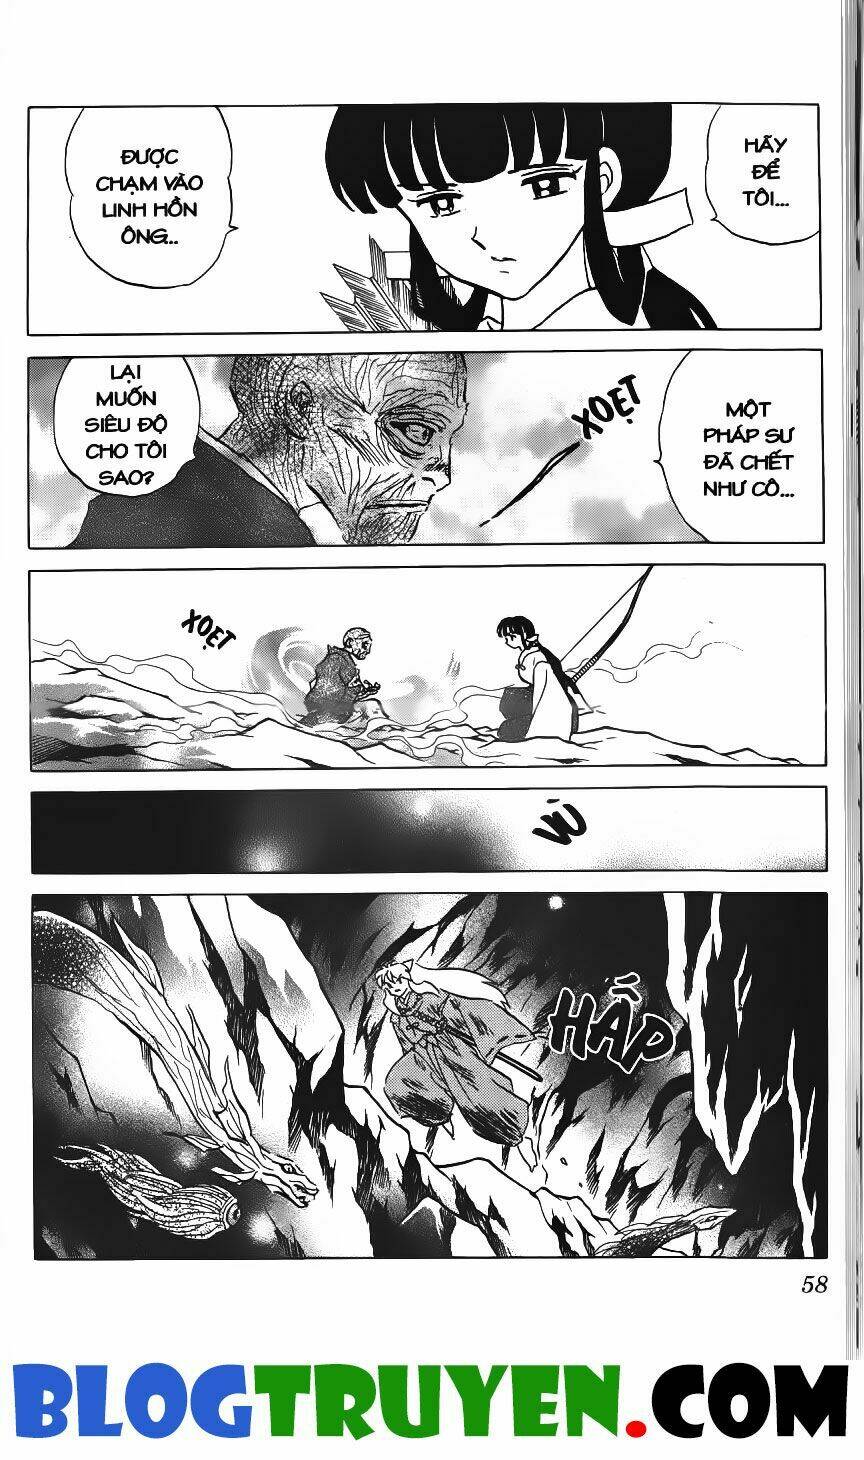 HÃY
ĐỂ
TÔI...
ĐƯỢC
CHẠM VÀO
LINH HỒN
ÔNG...
MỘT
PHÁP SƯ
ĐÃ CHẾT
NHƯ CÔ...
XOẸT
LẠI
MUỐN
SIÊU ĐỘ
CHO TÔI
SAO?
XOẸT
VÙ
HẤP
58
BLOGTRUYEN.COM